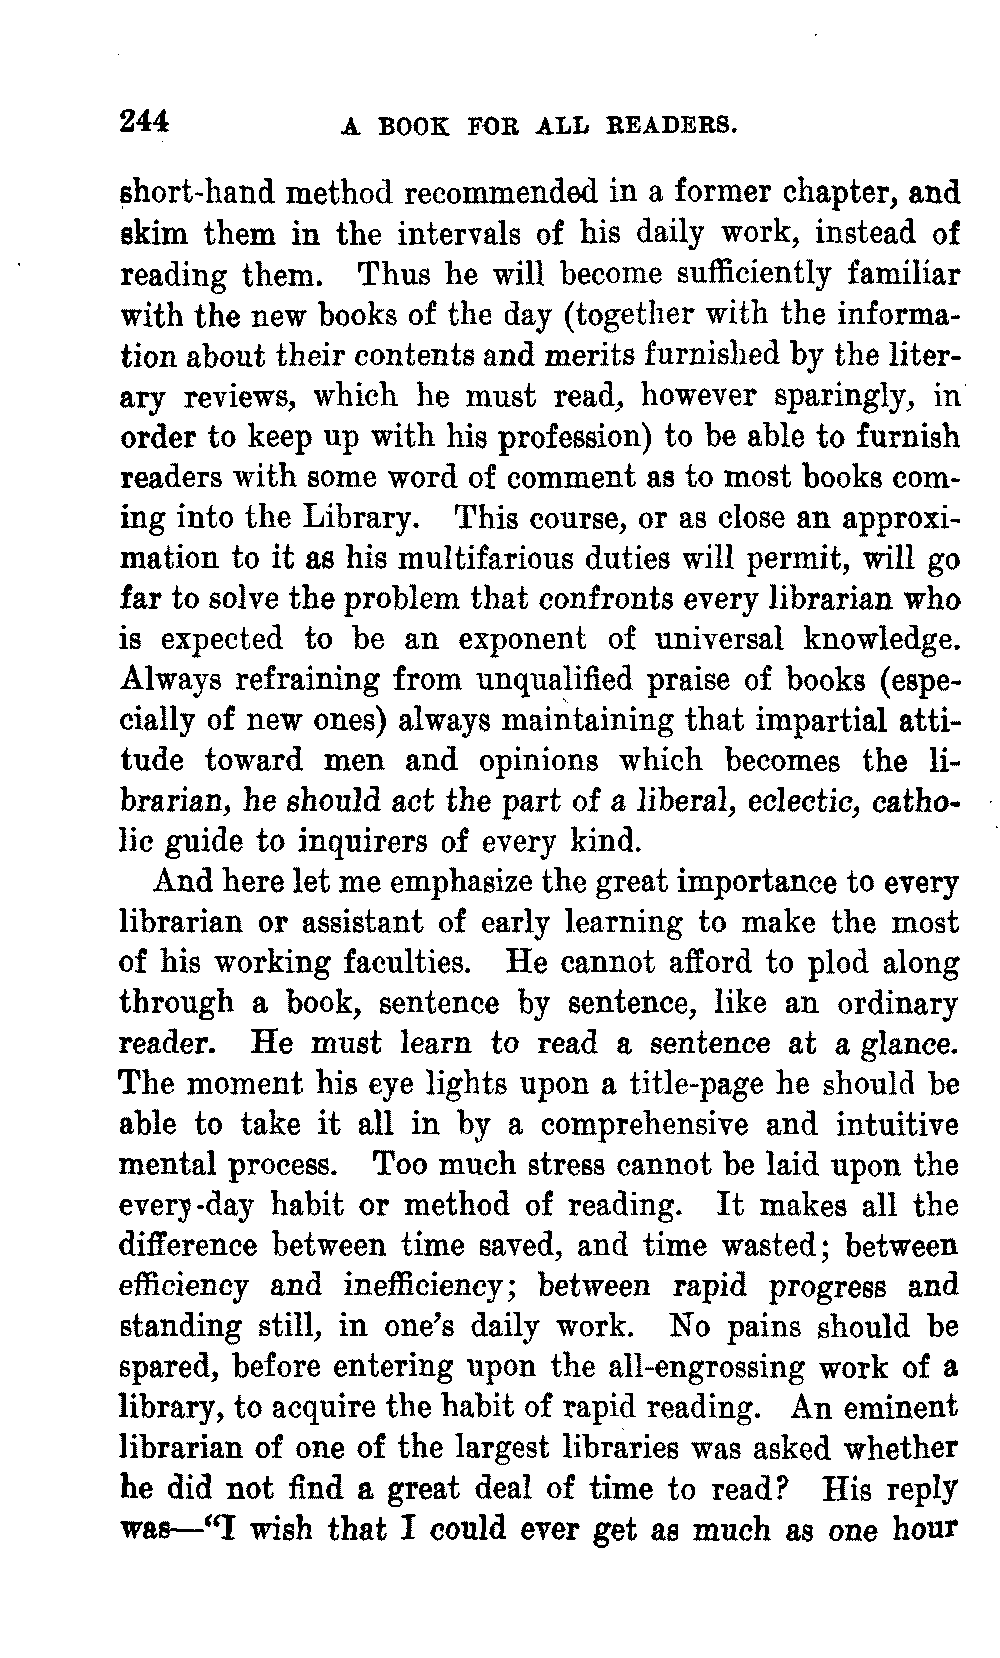 244 A BOOK FOR ALL READERS.
short-hand method recommended in a former chapter, and
skim them in the intervals of his daily work, instead of
reading them. Thus he will become sufficiently familiar
with the new books of the day (together with the informa-
tion about their contents and merits furnished by the liter-
ary reviews, which he must read, however sparingly, in
order to keep up with his profession) to be able to furnish
readers with some word of comment as to most books com-
ing into the Library. This course, or as close an approxi-
mation to it as his multifarious duties will permit, will go
far to solve the problem that confronts every librarian who
is expected to be an exponent of universal knowledge.
Always refraining from unqualified praise of books (espe-
cially of new ones) always maintaining that impartial atti-
tude toward men and opinions which becomes the li-
brarian, he should act the part of a liberal, eclectic, catho-
lic guide to inquirers of every kind.
And here let me emphasize the great importance to every
librarian or assistant of early learning to make the most
of his working faculties. He cannot afford to plod along
through a book, sentence by sentence, like an ordinary
reader. He must learn to read a sentence at a glance.
The moment his eye lights upon a title-page he should be
able to take it all in by a comprehensive and intuitive
mental process. Too much stress cannot be laid upon the
every-day habit or method of reading. It makes all the
difference between time saved, and time wasted; between
efficiency and inefficiency; between rapid progress and
standing still, in one's daily work. No pains should be
spared, before entering upon the all-engrossing work of a
library, to acquire the habit of rapid reading. An eminent
librarian of one of the largest libraries was asked whether
he did not find a great deal of time to read? His reply
was—"I wish that I could ever get as much as one hour